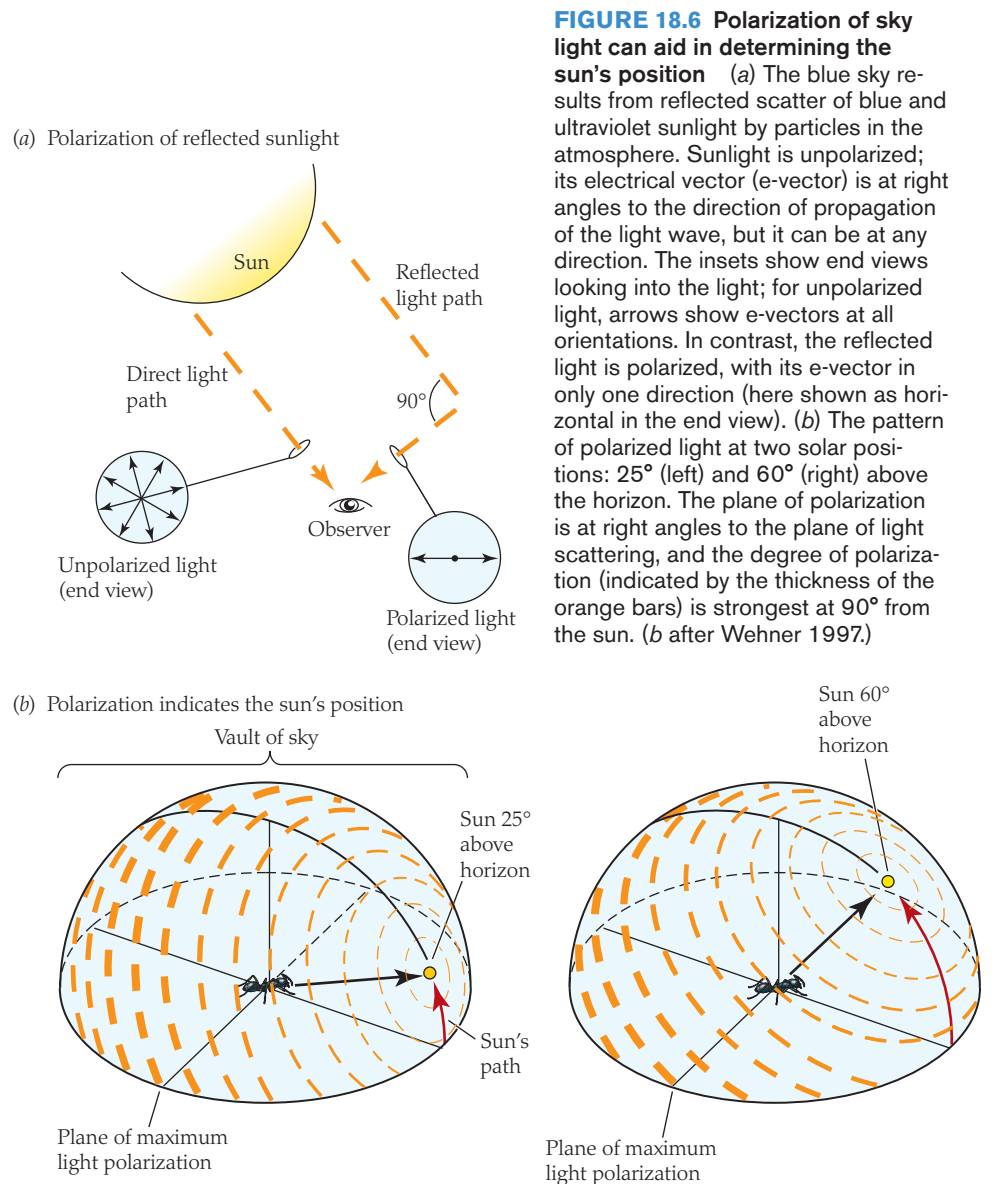 FIGURE 18.6 Polarization of sky
light can aid in determining the
sun's position (a) The blue sky re-
sults from reflected scatter of blue and
ultraviolet sunlight by particles in the
atmosphere. Sunlight is unpolarized;
its electrical vector (e-vector) is at right
angles to the direction of propagation
of the light wave, but it can be at any
direction. The insets show end views
looking into the light; for unpolarized
light, arrows show e-vectors at all
orientations. In contrast, the reflected
light is polarized, with its e-vector in
only one direction (here shown as hori-
zontal in the end view). (b) The pattern
of polarized light at two solar posi-
tions: 25° (left) and 60° (right) above
the horizon. The plane of polarization
is at right angles to the plane of light
scattering, and the degree of polariza-
tion (indicated by the thickness of the
orange bars) is strongest at 90° from
the sun. (b after Wehner 1997.)
(a) Polarization of reflected sunlight
Sun
Reflected
light path
Direct light
path
90°
Observer
Unpolarized light
(end view)
Polarized light
(end view)
(b) Polarization indicates the sun's position
Vault of sky
Sun 25°
above
horizon
Sun's
path
Plane of maximum
light polarization
Sun 60°
above
horizon
Plane of maximum
light polarization